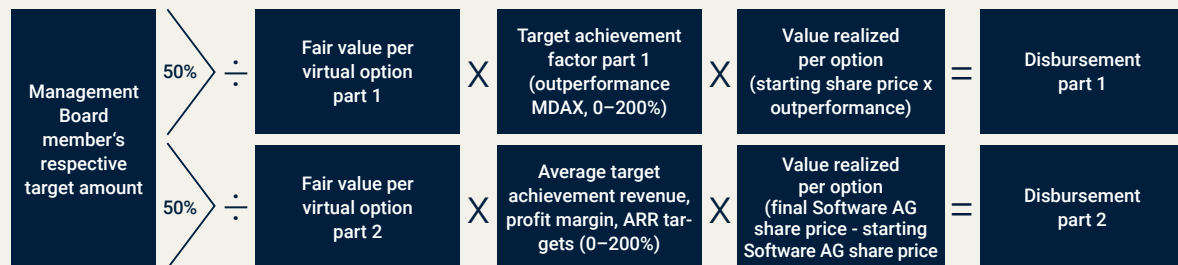 Management
Board
member's
respective
target amount
50%
÷
Fair value per
virtual option
part 1
X
Target achievement
factor part 1
(outperformance
MDAX, 0–200%)
X
Value realized
per option
(starting share price x
outperformance)
=
Disbursement
part 1
50%
÷
Fair value per
virtual option
part 2
X
Average target
achievement revenue,
profit margin, ARR tar-
gets (0–200%)
X
Value realized
per option
(final Software AG
share price - starting
Software AG share price
=
Disbursement
part 2